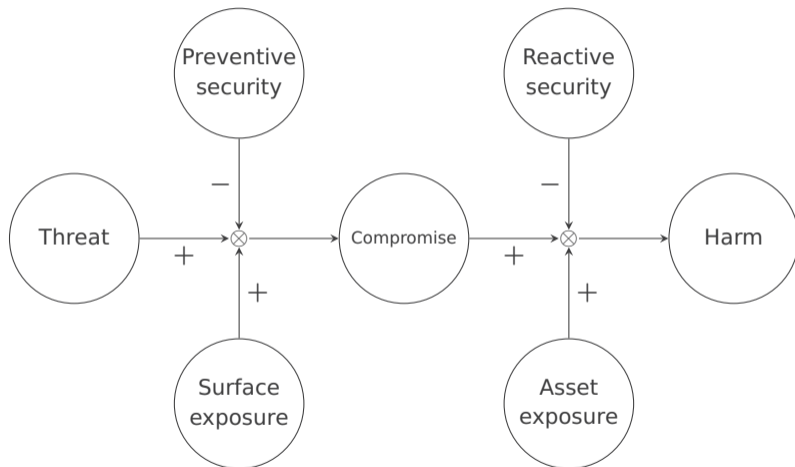 Preventive
security
Reactive
security
−
−
Threat
+
Compromise
+
Harm
+
+
Surface
exposure
Asset
exposure